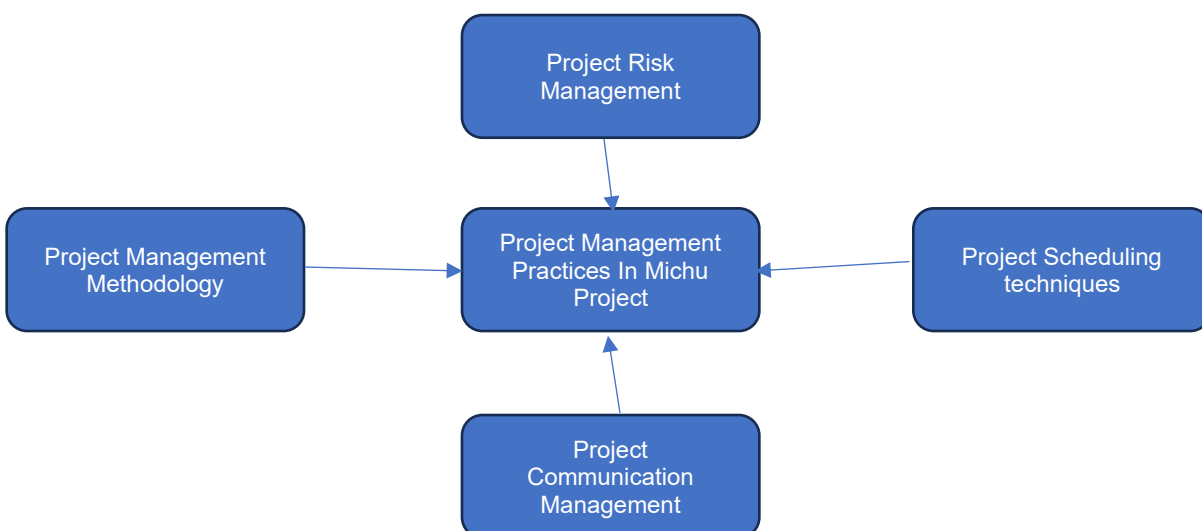 Project Risk
Management
Project Management
Methodology
Project Management
Practices In Michu
Project
Project Scheduling
techniques
Project
Communication
Management